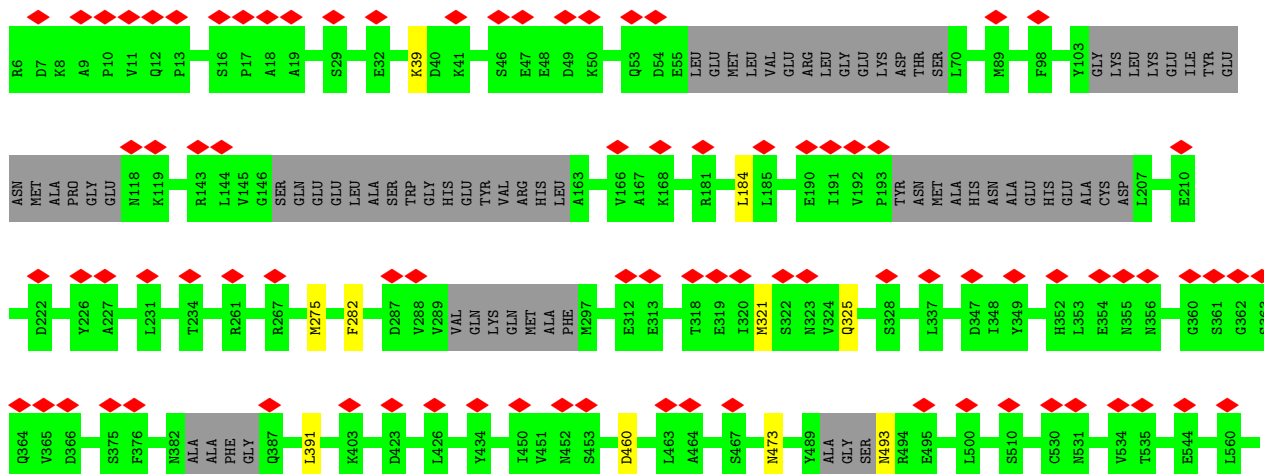 R6 D7 K8 A9 P10 V11 Q12 P13 S16 P17 A18 A19 S29 E32 K39 D40 K41 S46 E47 E48 D49 K50 Q53 D54 E55 LEU GLU MET LEU VAL GLU ARG LEU GLY GLU LYS ASP THR SER L70 M89 F98 Y103 GLY LYS LEU LYS GLU ILE TYR GLU
ASN MET ALA PRO GLY GLU N118 K119 R143 L144 V145 G146 SER GLN GLU GLU LEU ALA SER TRP GLY HIS GLU TYR VAL ARG HIS LEU A163 V166 A167 K168 R181 L184 L185 E190 I191 V192 P193 TYR ASN MET ALA HIS ASN ALA GLU HIS GLU ALA CYS ASP L207 E210
D222 Y226 A227 L231 T234 R261 R267 M275 F282 D287 V288 V289 VAL GLN LYS GLN MET ALA PHE M297 E312 E313 T318 E319 I320 M321 S322 N323 V324 Q325 S328 L337 D347 I348 Y349 H352 L353 E354 N355 N356 G360 S361 G362
Q364 V365 D366 S375 F376 N382 ALA ALA PHE GLY Q387 L391 K403 D423 L426 Y434 I450 V451 N452 S453 D460 L463 A464 S467 N473 Y489 ALA GLY SER N493 R494 E495 L500 S510 C530 N531 V534 T535 E544 L560